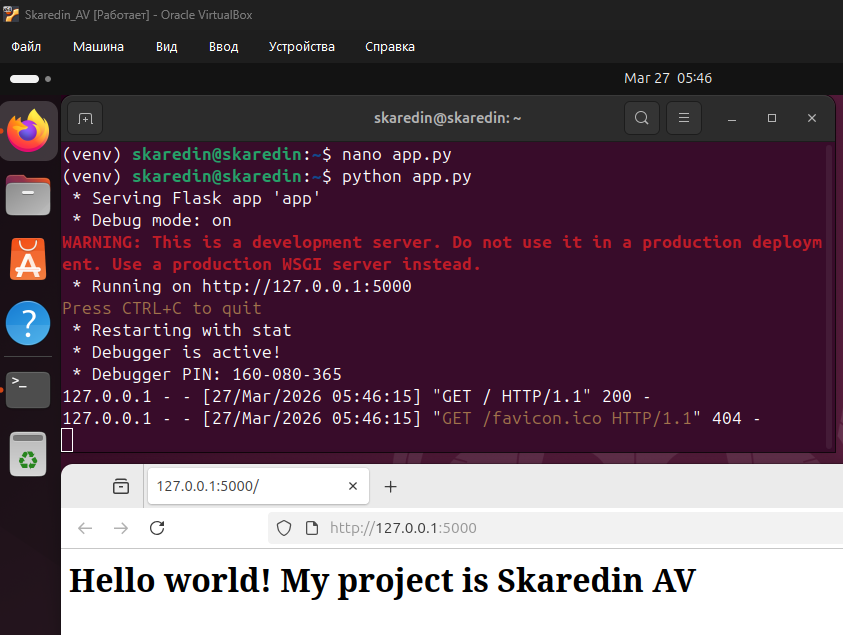 Skaredin_AV [Работает] - Oracle VirtualBox
Файл Машина Вид Ввод Устройства Справка
Mar 27 05:46
skaredin@skaredin: ~
(venv) skaredin@skaredin:~$ nano app.py
(venv) skaredin@skaredin:~$ python app.py
* Serving Flask app 'app'
* Debug mode: on
WARNING: This is a development server. Do not use it in a production deploym
ent. Use a production WSGI server instead.
* Running on http://127.0.0.1:5000
Press CTRL+C to quit
* Restarting with stat
* Debugger is active!
* Debugger PIN: 160-080-365
127.0.0.1 - - [27/Mar/2026 05:46:15] "GET / HTTP/1.1" 200 -
127.0.0.1 - - [27/Mar/2026 05:46:15] "GET /favicon.ico HTTP/1.1" 404 -
127.0.0.1:5000/
http://127.0.0.1:5000
Hello world! My project is Skaredin AV